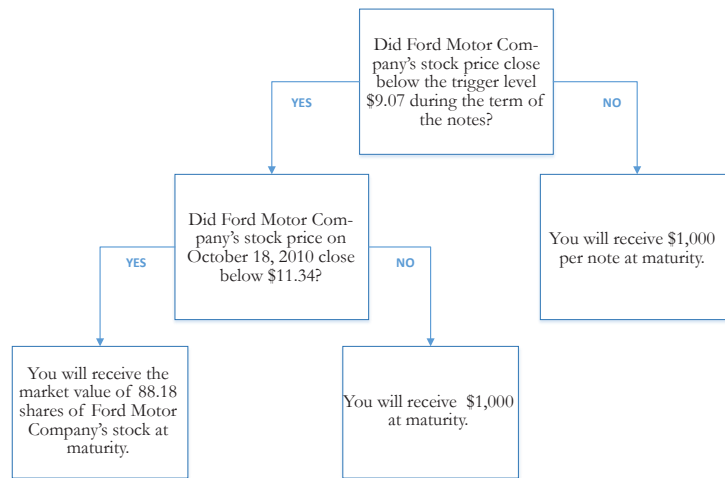 Did Ford Motor Com-
pany's stock price close
below the trigger level
$9.07 during the term of
the notes?
YES
NO
Did Ford Motor Com-
pany's stock price on
October 18, 2010 close
below $11.34?
You will receive $1,000
per note at maturity.
YES
NO
You will receive the
market value of 88.18
shares of Ford Motor
Company's stock at
maturity.
You will receive $1,000
at maturity.